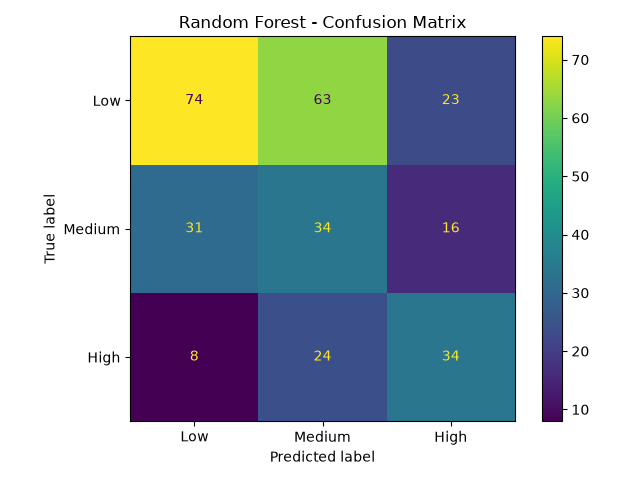 Random Forest - Confusion Matrix
Low 74 63 23
Medium 31 34 16
High 8 24 34
Low Medium High
Predicted label
True label
70
60
50
40
30
20
10